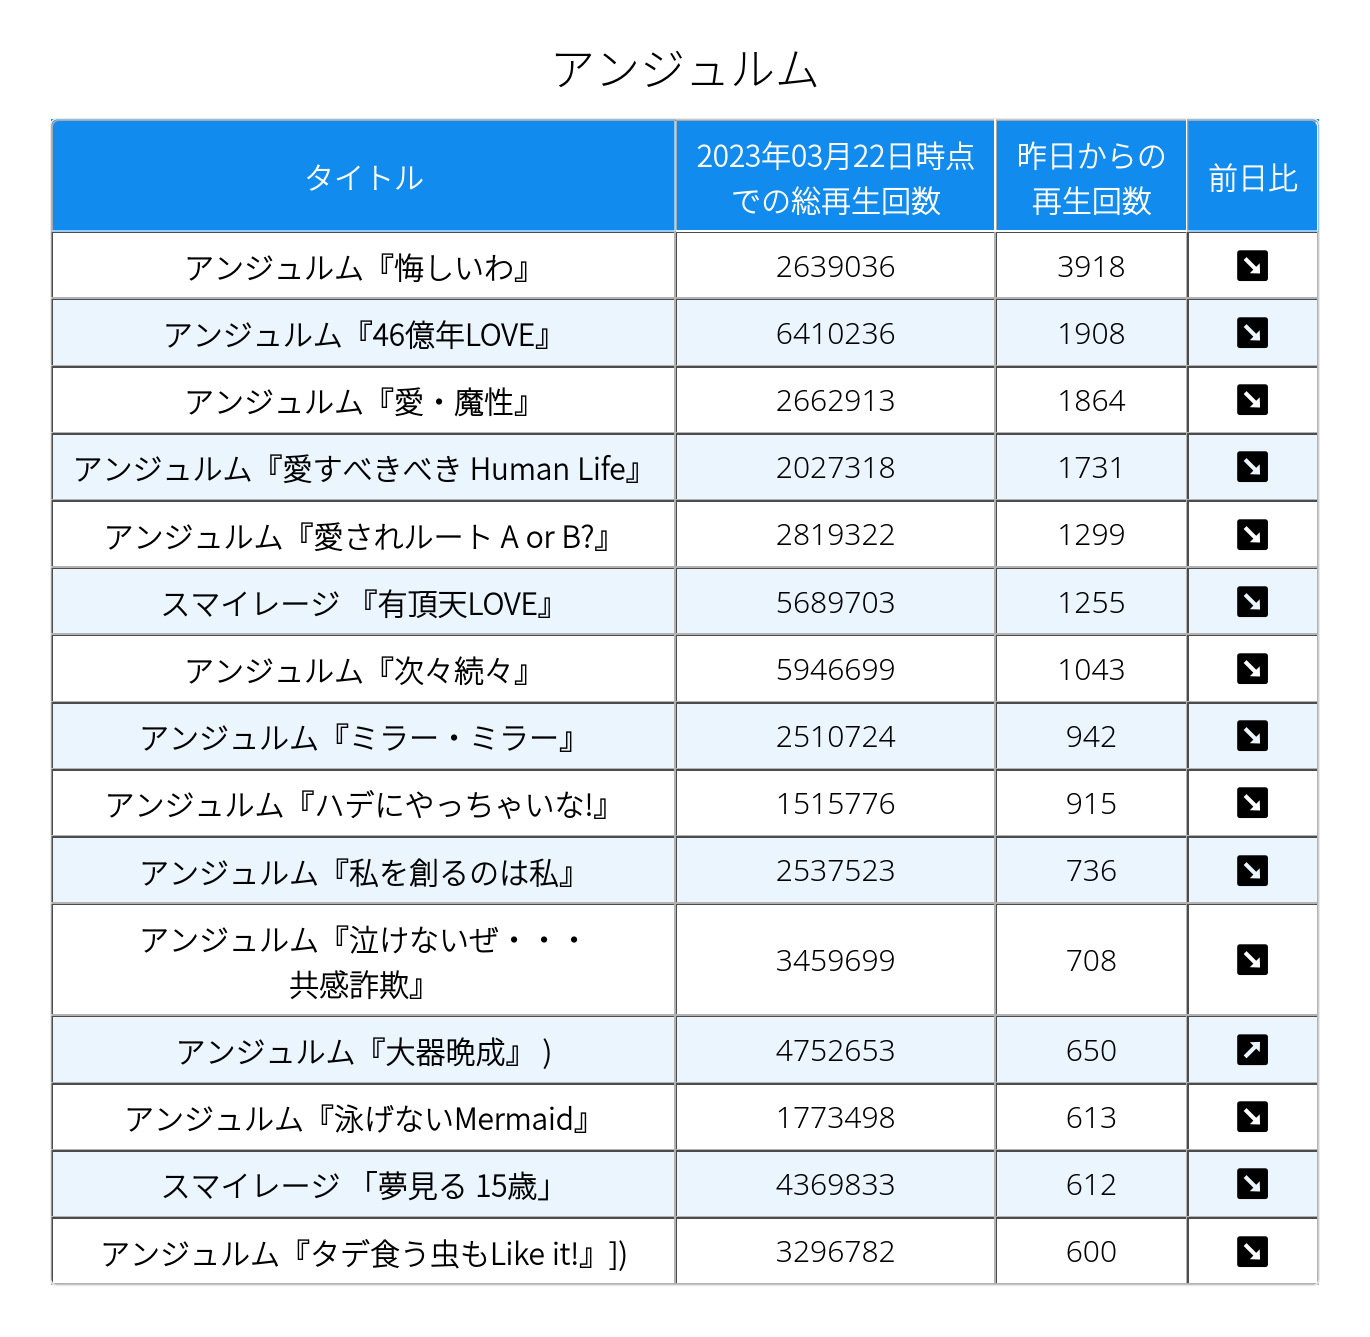 アンジュルム
タイトル
2023年03月22日時点
での総再生回数
昨日からの
再生回数
前日比
アンジュルム『悔しいわ』 2639036 3918
アンジュルム『46億年LOVE』 6410236 1908
アンジュルム『愛・魔性』 2662913 1864
アンジュルム『愛すべきべき Human Life』 2027318 1731
アンジュルム『愛されルート A or B?』 2819322 1299
スマイレージ 『有頂天LOVE』 5689703 1255
アンジュルム『次々続々』 5946699 1043
アンジュルム『ミラー・ミラー』 2510724 942
アンジュルム『ハデにやっちゃいな!』 1515776 915
アンジュルム『私を創るのは私』 2537523 736
アンジュルム『泣けないぜ・・・
共感詐欺』 3459699 708
アンジュルム『大器晩成』 ) 4752653 650
アンジュルム『泳げないMermaid』 1773498 613
スマイレージ 「夢見る 15歳」 4369833 612
アンジュルム『タデ食う虫もLike it!』]) 3296782 600